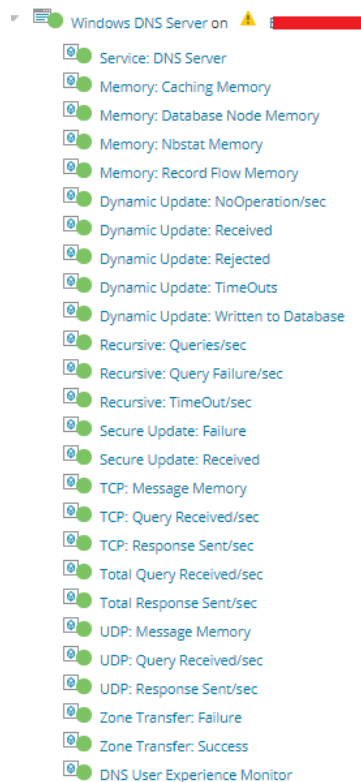 Windows DNS Server on
Service: DNS Server
Memory: Caching Memory
Memory: Database Node Memory
Memory: Nbstat Memory
Memory: Record Flow Memory
Dynamic Update: NoOperation/sec
Dynamic Update: Received
Dynamic Update: Rejected
Dynamic Update: TimeOuts
Dynamic Update: Written to Database
Recursive: Queries/sec
Recursive: Query Failure/sec
Recursive: TimeOut/sec
Secure Update: Failure
Secure Update: Received
TCP: Message Memory
TCP: Query Received/sec
TCP: Response Sent/sec
Total Query Received/sec
Total Response Sent/sec
UDP: Message Memory
UDP: Query Received/sec
UDP: Response Sent/sec
Zone Transfer: Failure
Zone Transfer: Success
DNS User Experience Monitor